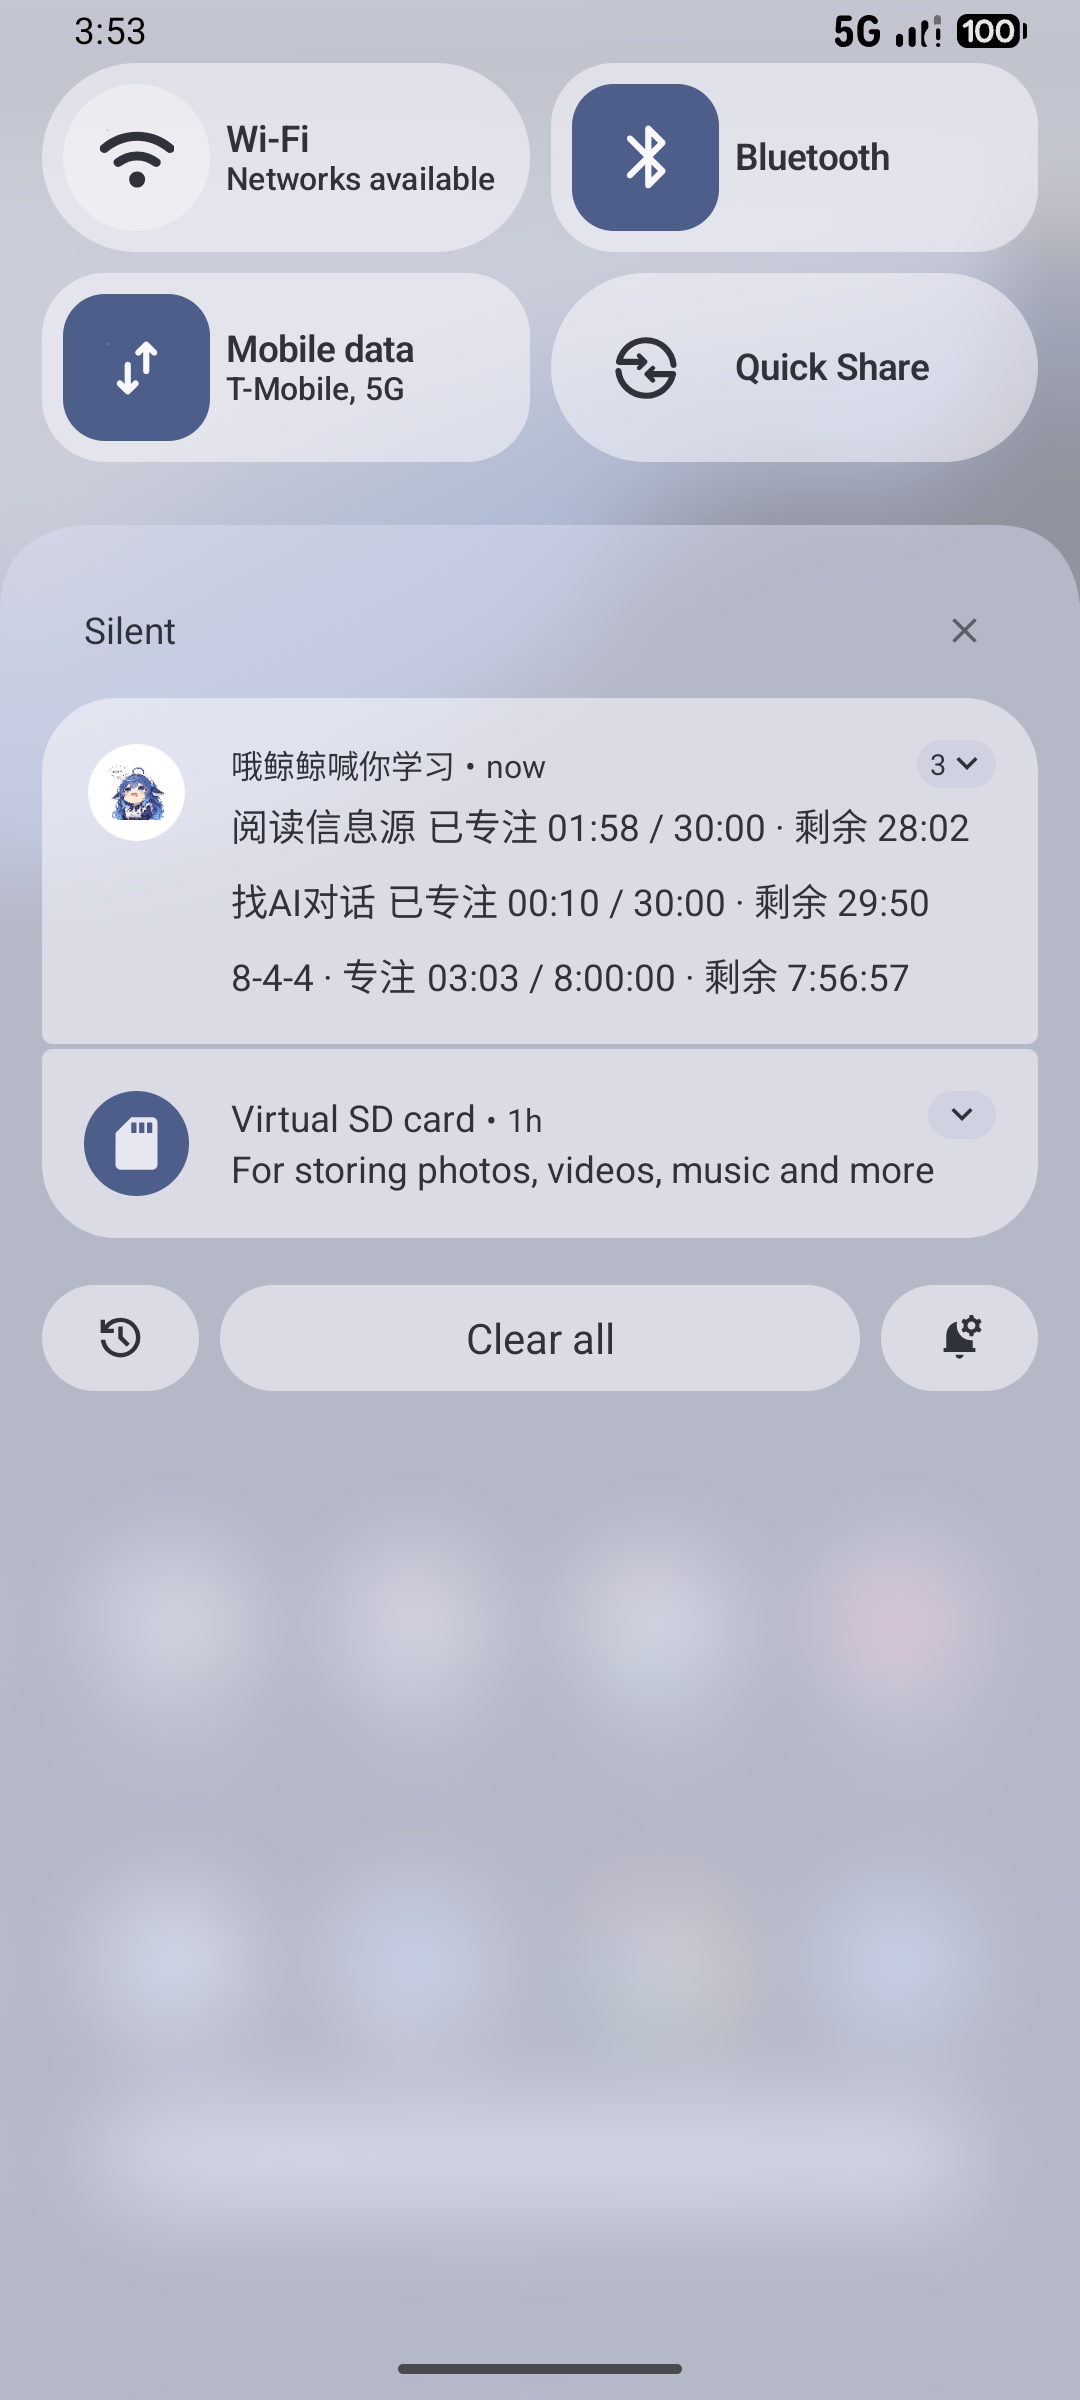 3:53
5G 100
Wi-Fi
Networks available
Bluetooth
Mobile data
T-Mobile, 5G
Quick Share
Silent
哦鲸鲸喊你学习 • now
3
阅读信息源 已专注 01:58 / 30:00 · 剩余 28:02
找AI对话 已专注 00:10 / 30:00 · 剩余 29:50
8-4-4 · 专注 03:03 / 8:00:00 · 剩余 7:56:57
Virtual SD card • 1h
For storing photos, videos, music and more
Clear all